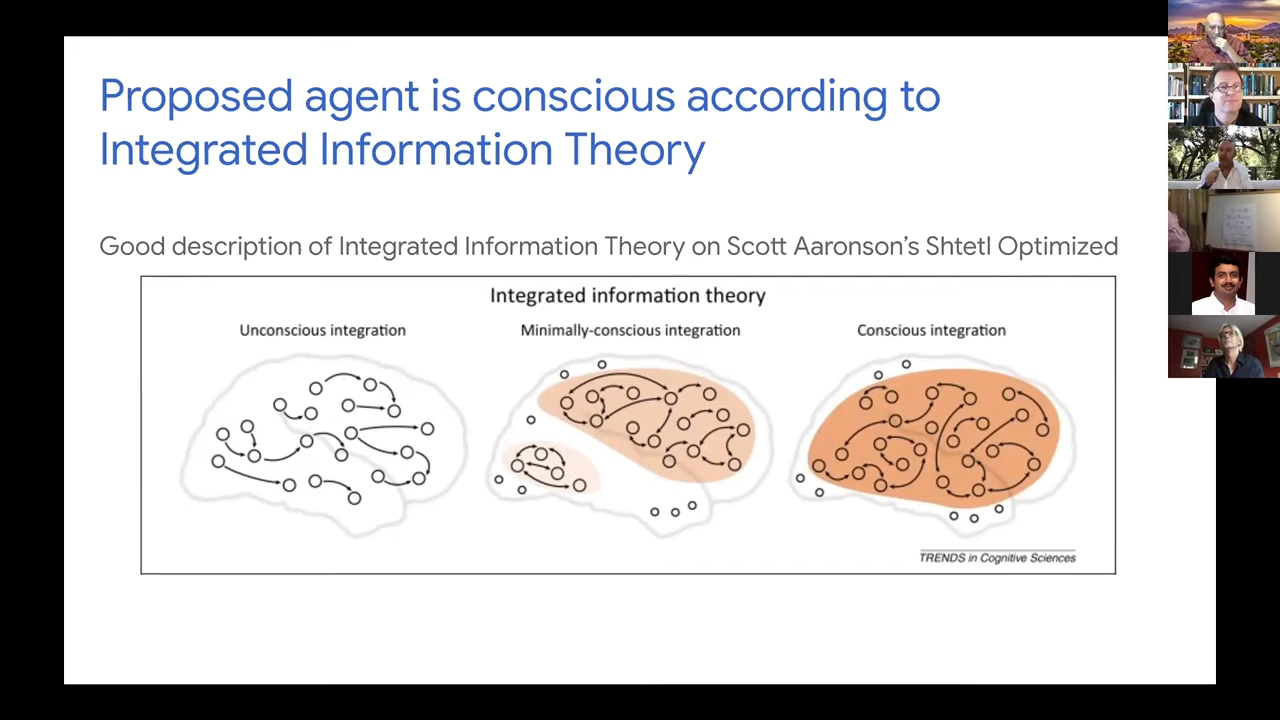 Proposed agent is conscious according to
Integrated Information Theory
Good description of Integrated Information Theory on Scott Aaronson's Shtetl Optimized
Integrated information theory
Unconscious integration
Minimally-conscious integration
Conscious integration
TRENDS in Cognitive Sciences